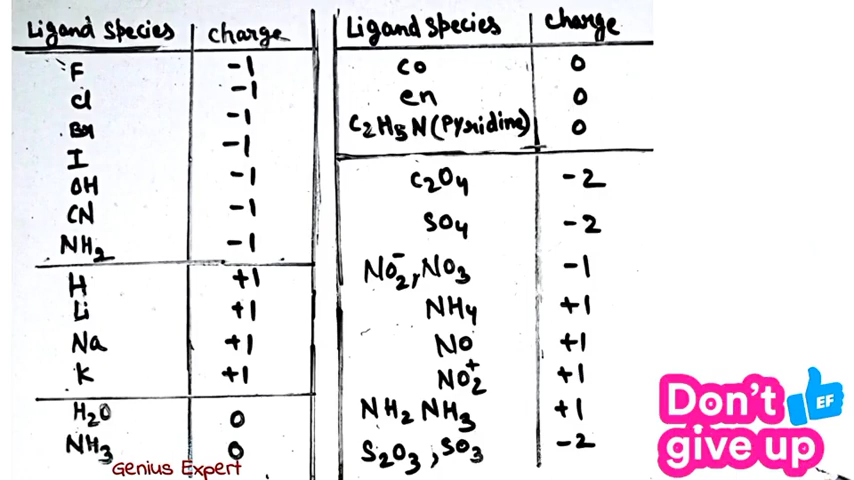 Ligand Species charge
F -1
Cl -1
Br -1
I -1
OH -1
CN -1
NH2 -1
H +1
Li +1
Na +1
K +1
H2O 0
NH3 0
Genius Expert
Ligand Species charge
CO 0
en 0
C2H5N (Pyridine) 0
C2O4 -2
SO4 -2
NO2-, NO3 -1
NH4 +1
NO +1
NO2+ +1
NH2 NH3 +1
S2O3, SO3 -2
EF
Don't
give up